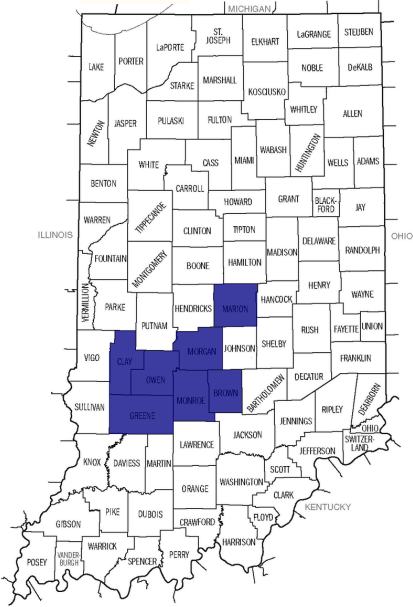 MICHIGAN
LAKE
PORTER
LaPORTE
ST. JOSEPH
ELKHART
LaGRANGE
STEUBEN
NOBLE
DeKALB
STARKE
MARSHALL
KOSCIUSKO
WHITLEY
ALLEN
NEWTON
JASPER
PULASKI
FULTON
WHITE
CASS
MIAMI
WABASH
HUNTINGTON
WELLS
ADAMS
BENTON
CARROLL
HOWARD
GRANT
BLACK-
FORD
JAY
WARREN
TIPPECANOE
CLINTON
TIPTON
DELAWARE
RANDOLPH
ILLINOIS
OHIO
FOUNTAIN
MONTGOMERY
BOONE
HAMILTON
MADISON
HENRY
WAYNE
VERMILLION
PARKE
PUTNAM
HENDRICKS
MARION
HANCOCK
RUSH
FAYETTE
UNION
VIGO
CLAY
OWEN
MORGAN
JOHNSON
SHELBY
FRANKLIN
SULLIVAN
GREENE
MONROE
BROWN
BARTHOLOMEW
DECATUR
DEARBORN
RIPLEY
JENNINGS
OHIO
SWITZER-
LAND
KNOX
DAVIESS
MARTIN
LAWRENCE
JACKSON
JEFFERSON
SCOTT
ORANGE
WASHINGTON
CLARK
KENTUCKY
GIBSON
PIKE
DUBOIS
CRAWFORD
FLOYD
HARRISON
POSEY
VANDER-
BURGH
WARRICK
SPENCER
PERRY